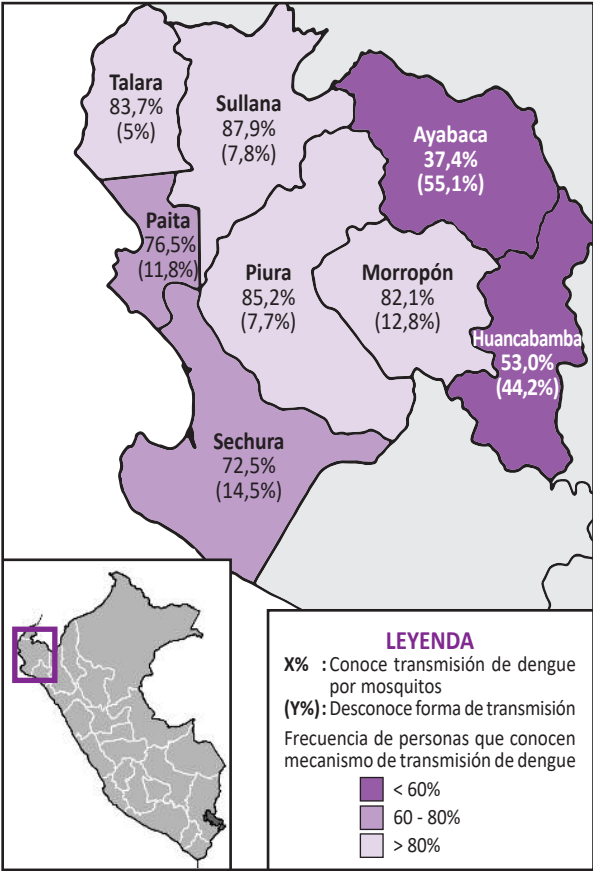 Talara
83,7%
(5%)
Sullana
87,9%
(7,8%)
Ayabaca
37,4%
(55,1%)
Paita
76,5%
(11,8%)
Piura
85,2%
(7,7%)
Morropón
82,1%
(12,8%)
Huancabamba
53,0%
(44,2%)
Sechura
72,5%
(14,5%)
LEYENDA
X% : Conoce transmisión de dengue
por mosquitos
(Y%): Desconoce forma de transmisión
Frecuencia de personas que conocen
mecanismo de transmisión de dengue
< 60%
60 - 80%
> 80%